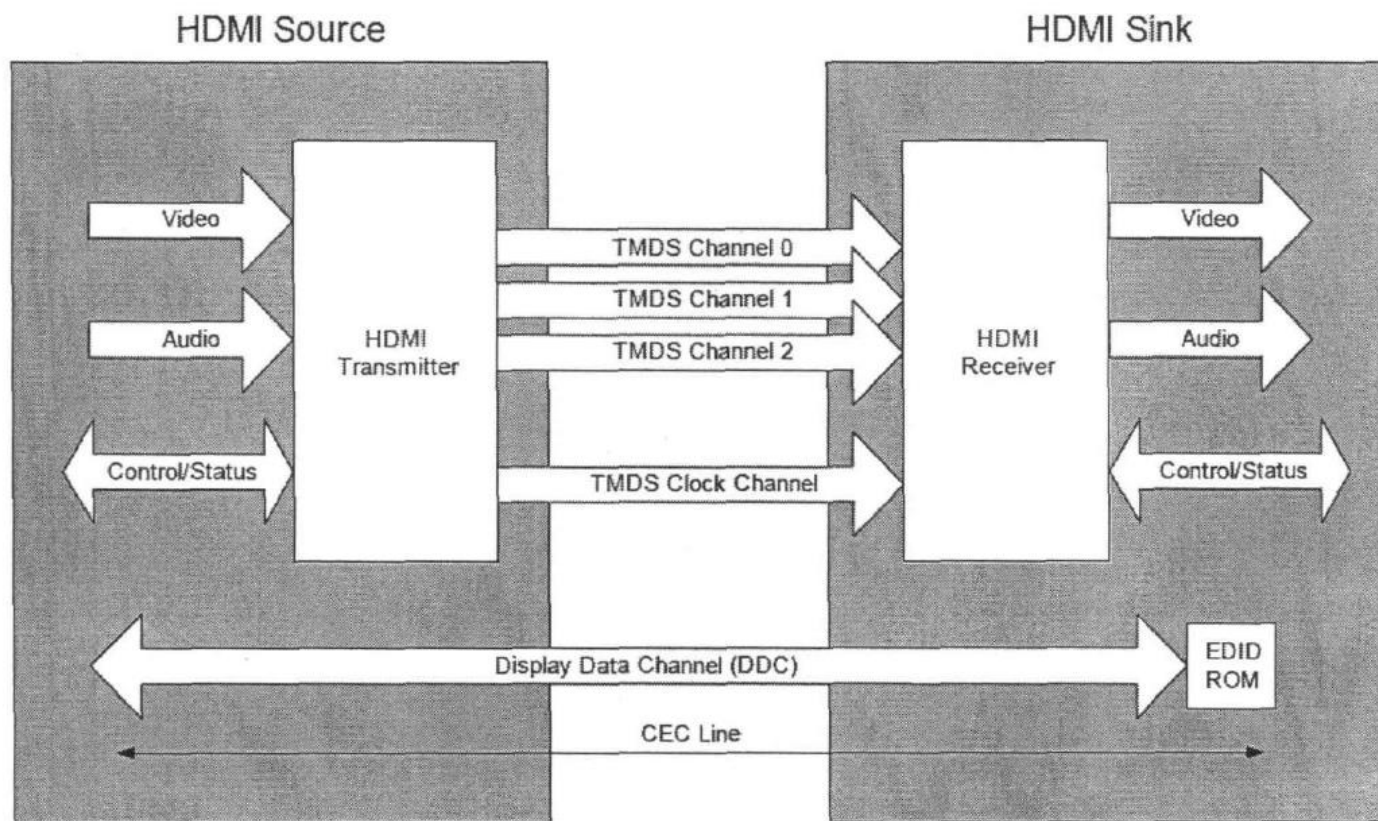 HDMI Source
HDMI Sink
Video
Audio
Control/Status
HDMI
Transmitter
TMDS Channel 0
TMDS Channel 1
TMDS Channel 2
TMDS Clock Channel
HDMI
Receiver
Video
Audio
Control/Status
Display Data Channel (DDC)
EDID
ROM
CEC Line